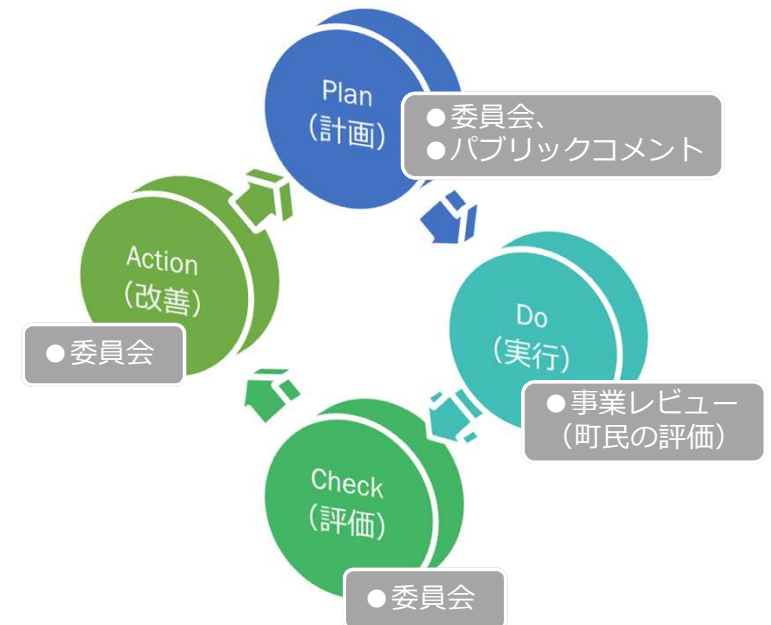 Plan
(計画)
●委員会、
●パブリックコメント
Do
(実行)
●事業レビュー
(町民の評価)
Check
(評価)
●委員会
Action
(改善)
●委員会